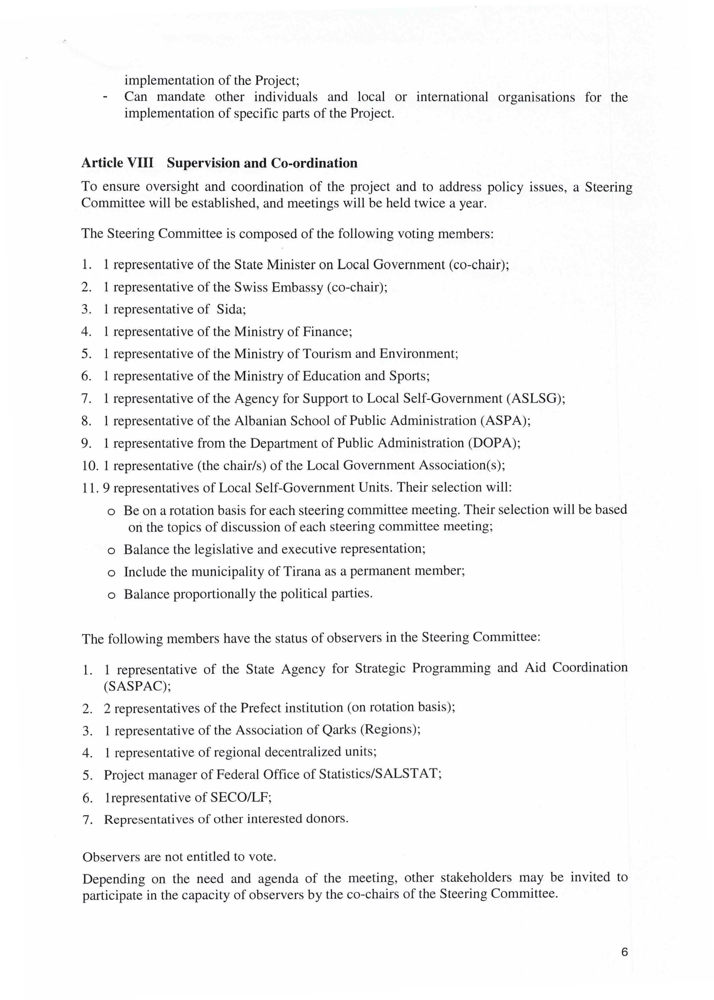 implementation of the Project;
- Can mandate other individuals and local or international organisations for the
implementation of specific parts of the Project.
Article VIII Supervision and Co-ordination
To ensure oversight and coordination of the project and to address policy issues, a Steering
Committee will be established, and meetings will be held twice a year.
The Steering Committee is composed of the following voting members:
1. 1 representative of the State Minister on Local Government (co-chair);
2. 1 representative of the Swiss Embassy (co-chair);
3. 1 representative of Sida;
4. 1 representative of the Ministry of Finance;
5. 1 representative of the Ministry of Tourism and Environment;
6. 1 representative of the Ministry of Education and Sports;
7. 1 representative of the Agency for Support to Local Self-Government (ASLSG);
8. 1 representative of the Albanian School of Public Administration (ASPA);
9. 1 representative from the Department of Public Administration (DOPA);
10. 1 representative (the chair/s) of the Local Government Association(s);
11. 9 representatives of Local Self-Government Units. Their selection will:
o Be on a rotation basis for each steering committee meeting. Their selection will be based
on the topics of discussion of each steering committee meeting;
o Balance the legislative and executive representation;
o Include the municipality of Tirana as a permanent member;
o Balance proportionally the political parties.
The following members have the status of observers in the Steering Committee:
1. 1 representative of the State Agency for Strategic Programming and Aid Coordination
(SASPAC);
2. 2 representatives of the Prefect institution (on rotation basis);
3. 1 representative of the Association of Qarks (Regions);
4. 1 representative of regional decentralized units;
5. Project manager of Federal Office of Statistics/SALSTAT;
6. 1representative of SECO/LF;
7. Representatives of other interested donors.
Observers are not entitled to vote.
Depending on the need and agenda of the meeting, other stakeholders may be invited to
participate in the capacity of observers by the co-chairs of the Steering Committee.
6